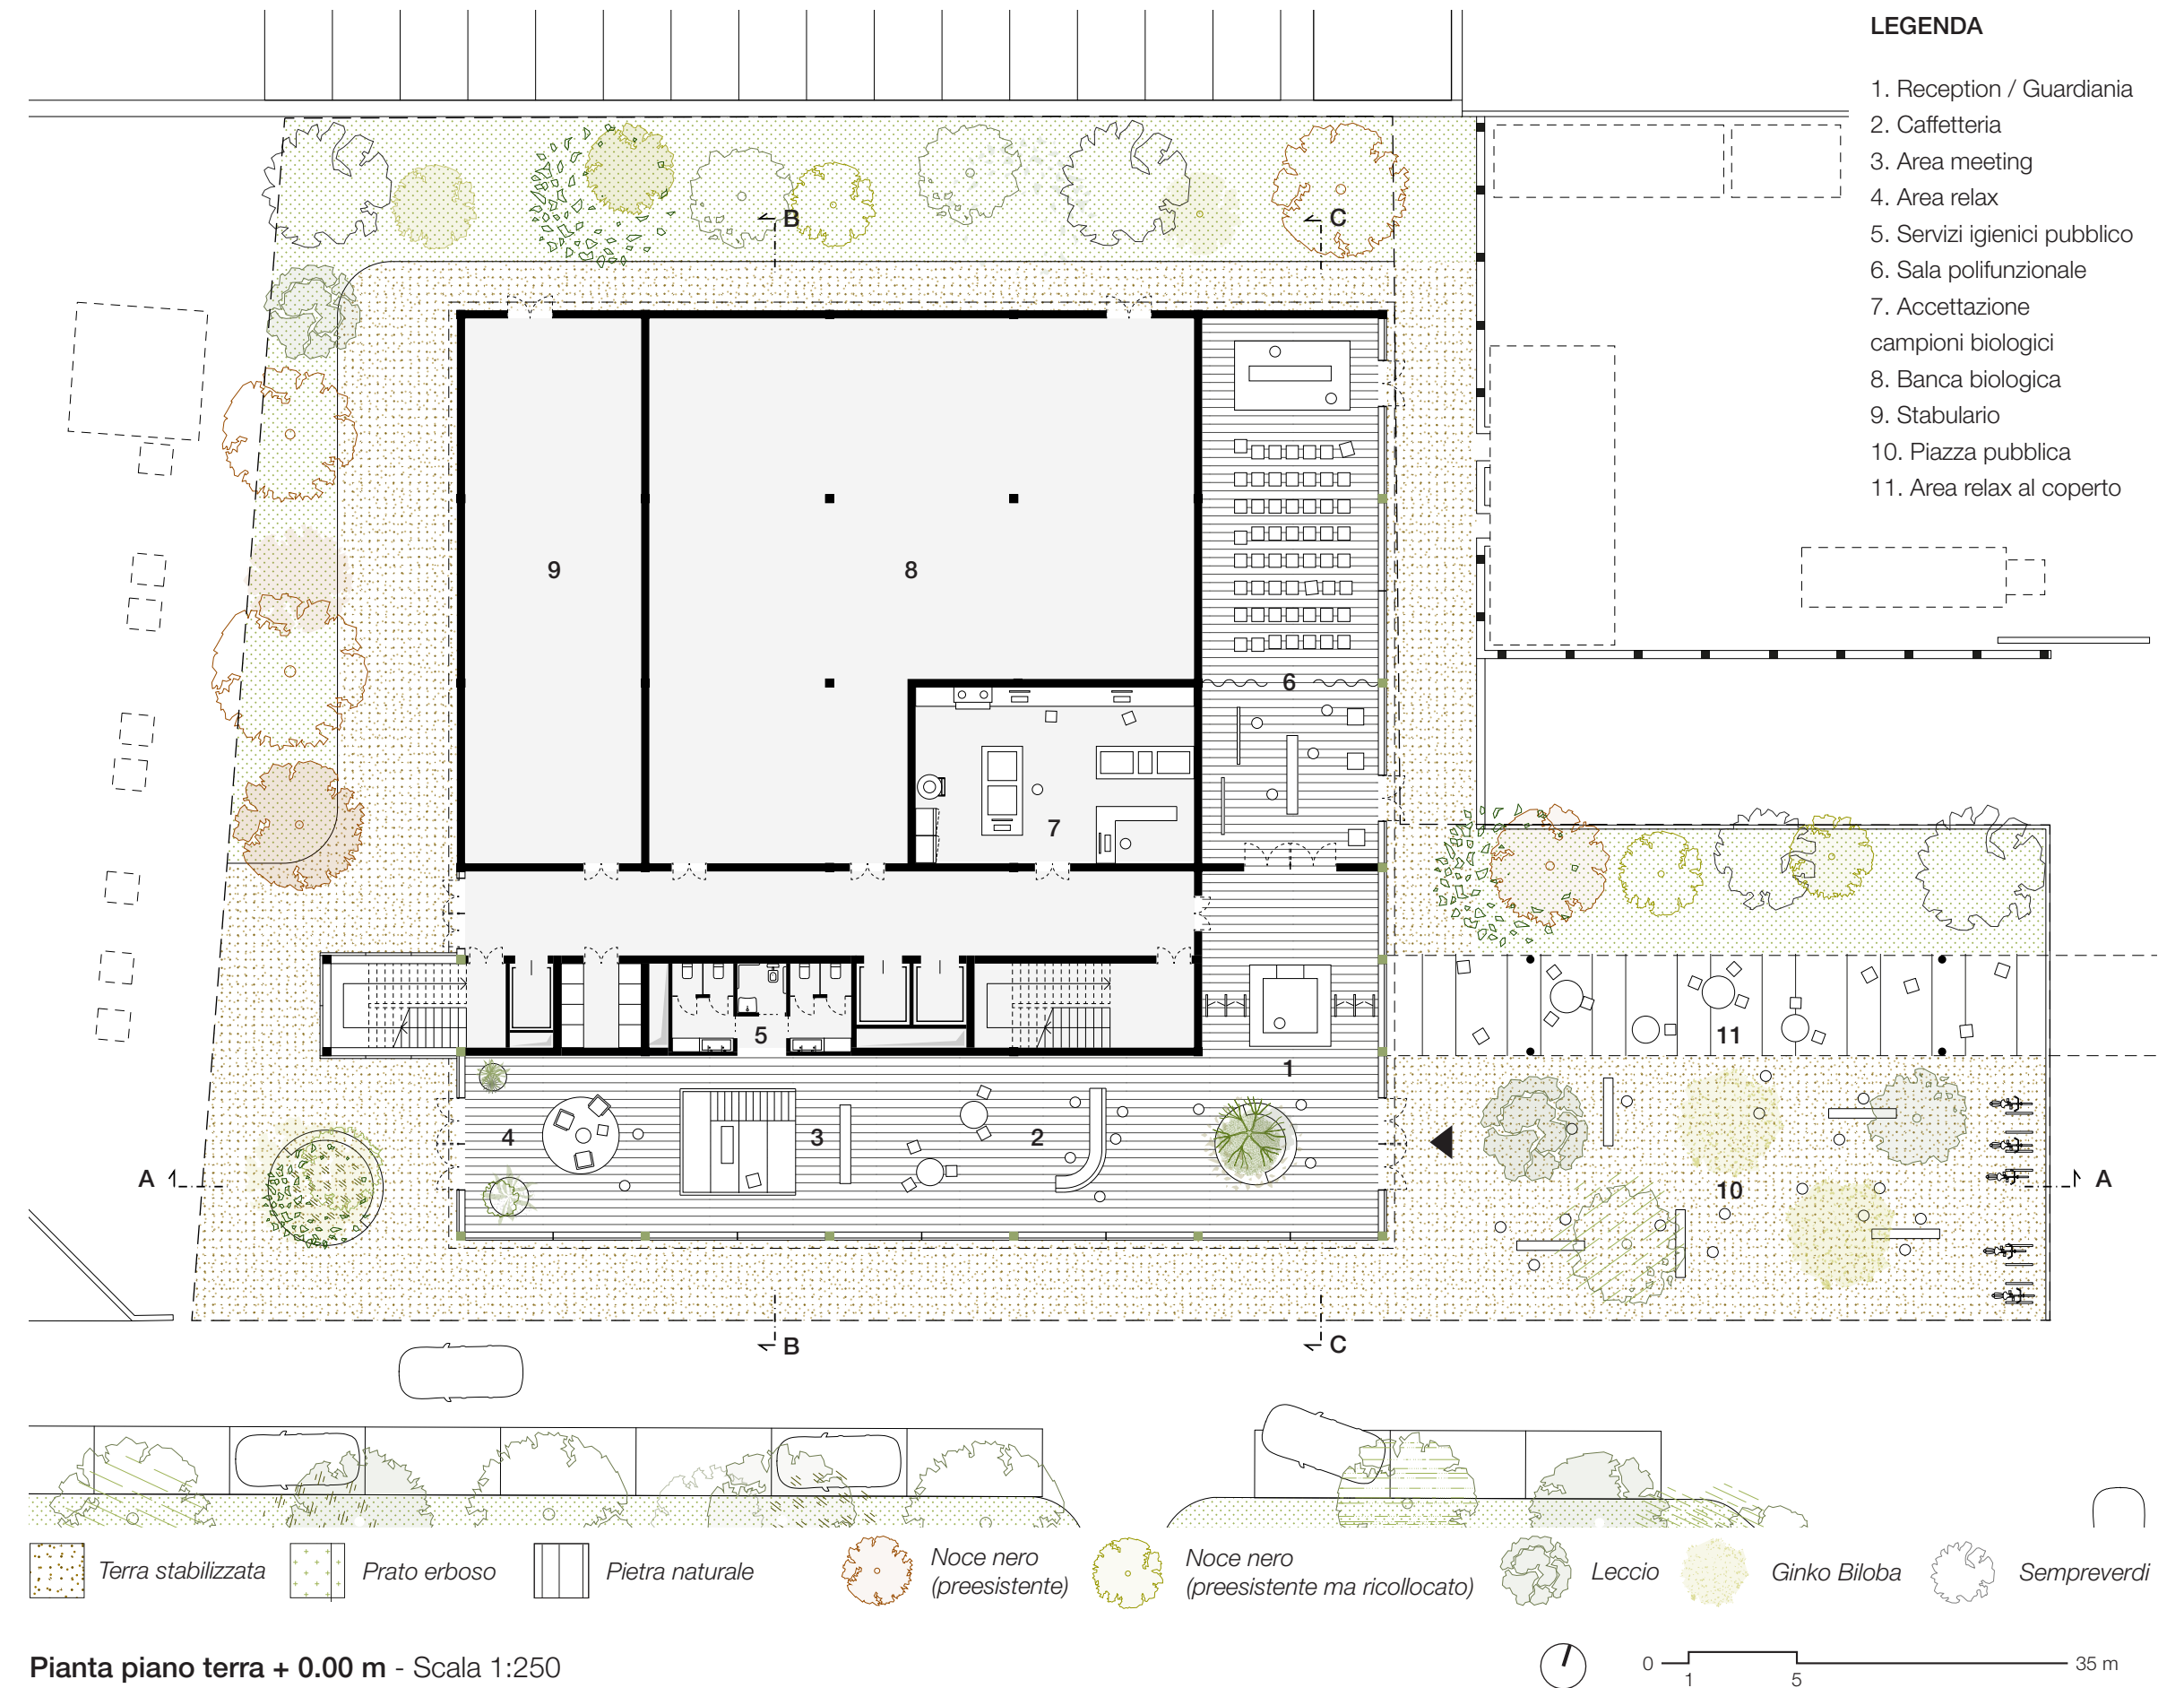 LEGENDA
1. Reception / Guardiania
2. Caffetteria
3. Area meeting
4. Area relax
5. Servizi igienici pubblico
6. Sala polifunzionale
7. Accettazione
campioni biologici
8. Banca biologica
9. Stabulario
10. Piazza pubblica
11. Area relax al coperto
B
C
9
8
6
7
5
11
1
4
3
2
A
10
A
B
C
Terra stabilizzata
Prato erboso
Pietra naturale
Noce nero
(preesistente)
Noce nero
(preesistente ma ricollocato)
Leccio
Ginko Biloba
Sempreverdi
Pianta piano terra + 0.00 m - Scala 1:250
0
1
5
35 m